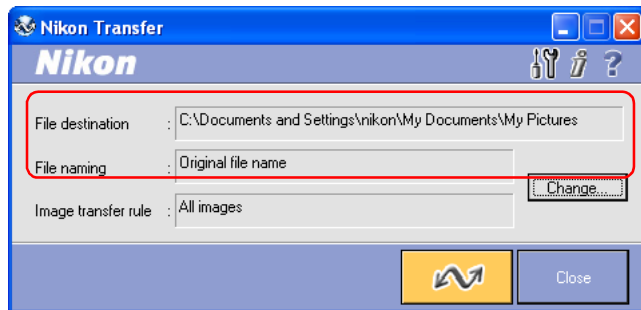 Nikon Transfer
Nikon
File destination : C:\Documents and Settings\nikon\My Documents\My Pictures
File naming : Original file name
Change...
Image transfer rule : All images
Close